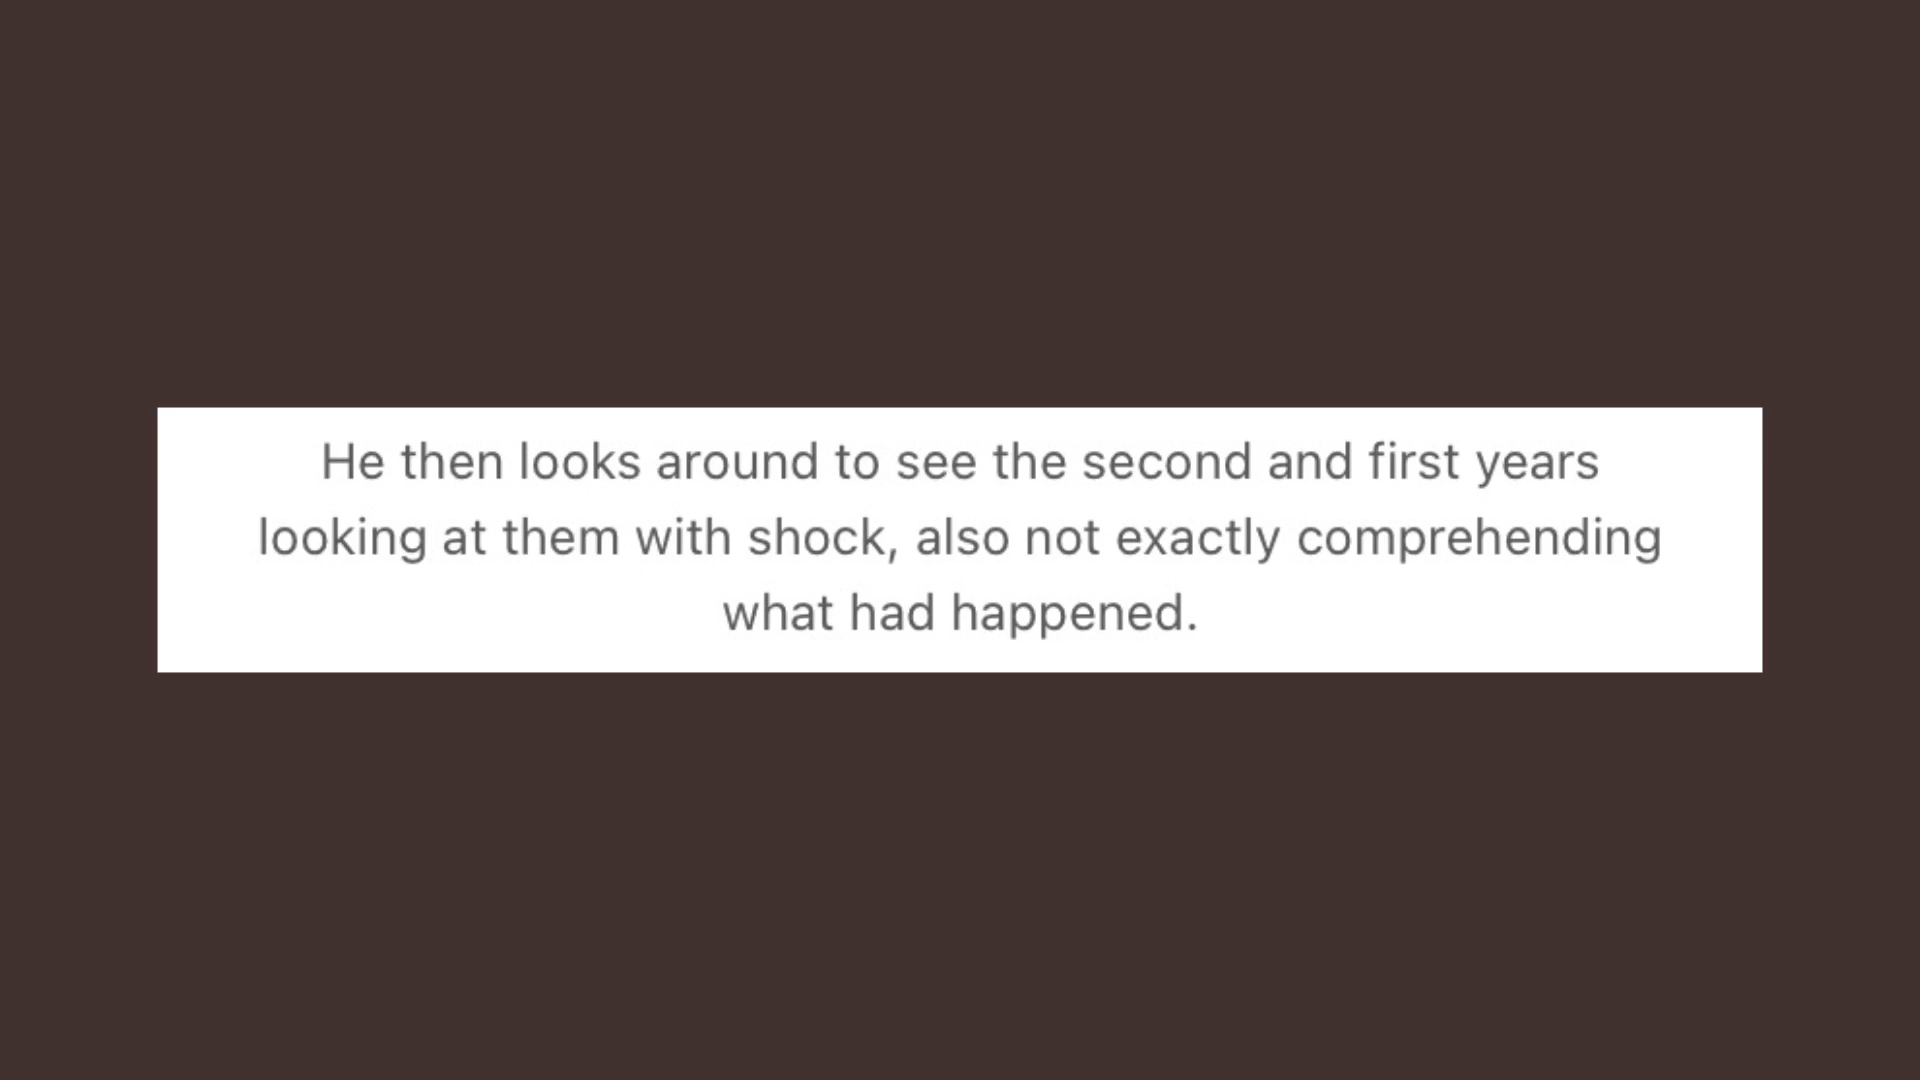 He then looks around to see the second and first years
looking at them with shock, also not exactly comprehending
what had happened.